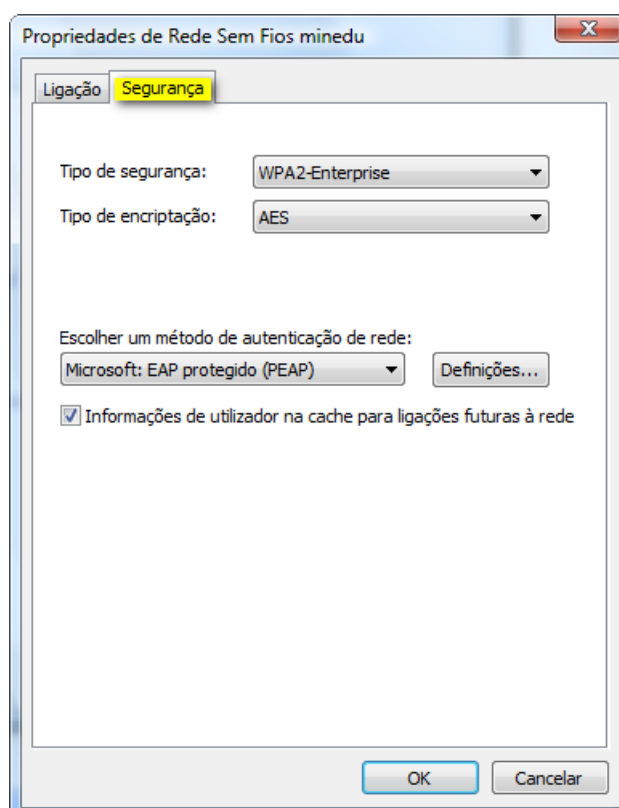 Propriedades de Rede Sem Fios minedu
Ligação Segurança
Tipo de segurança: WPA2-Enterprise
Tipo de encriptação: AES
Escolher um método de autenticação de rede:
Microsoft: EAP protegido (PEAP) Definições...
Informações de utilizador na cache para ligações futuras à rede
OK Cancelar